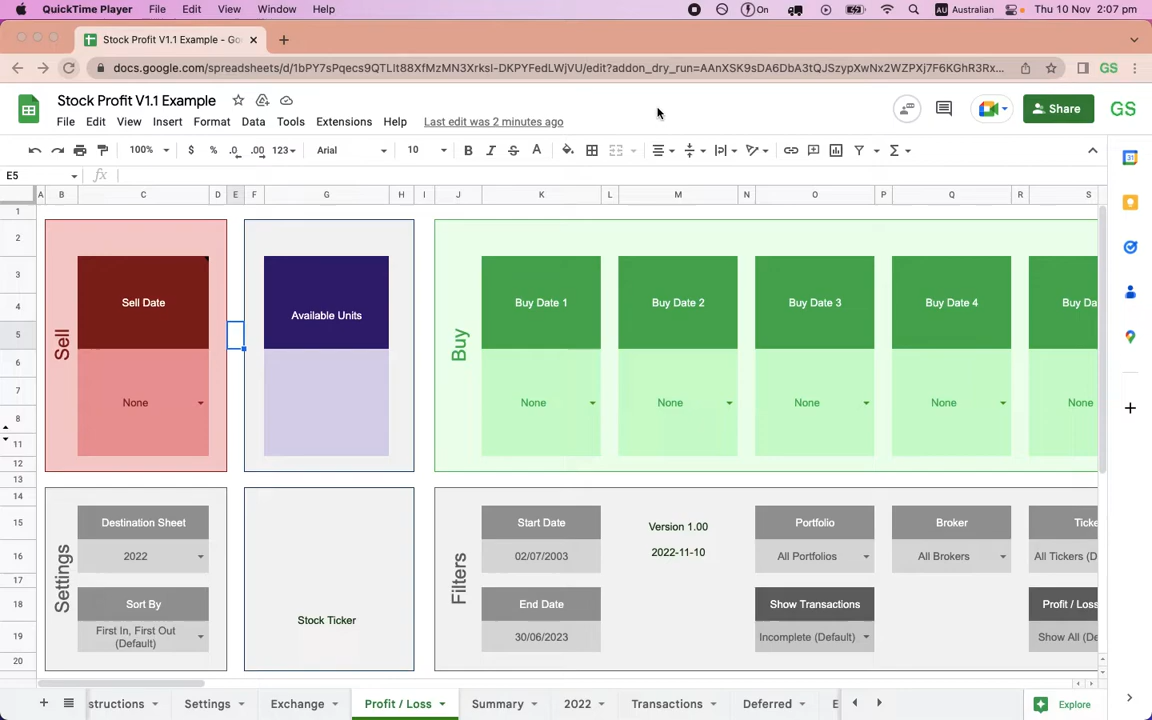 QuickTime Player File Edit View Window Help On Australian Thu 10 Nov 2:07 pm
Stock Profit V1.1 Example - Go
docs.google.com/spreadsheets/d/1bPY7sPqecs9QTLIt88XfMzMN3Xrksl-DKPYFedLWjVU/edit?addon_dry_run=AAnXSK9sDA6DbA3tQJSzypXwNx2WZPXj7F6KGhR3Rx... GS
Stock Profit V1.1 Example
File Edit View Insert Format Data Tools Extensions Help Last edit was 2 minutes ago
Share GS
100% $ % .0 .00 123 Arial 10 B I S A
E5 fx
A B C D E F G H I J K L M N O P Q R S
1
2
3
4
5
6
7
8
11
12
13
14
15
16
17
18
19
20
Sell
Sell Date
None
Available Units
Buy
Buy Date 1 Buy Date 2 Buy Date 3 Buy Date 4 Buy Da
None None None None None
Settings
Destination Sheet
2022
Sort By
First In, First Out
(Default)
Stock Ticker
Filters
Start Date
02/07/2003
End Date
30/06/2023
Version 1.00
2022-11-10
Portfolio
All Portfolios
Show Transactions
Incomplete (Default)
Broker
All Brokers
Ticke
All Tickers (D
Profit / Loss
Show All (De
structions Settings Exchange Profit / Loss Summary 2022 Transactions Deferred E Explore